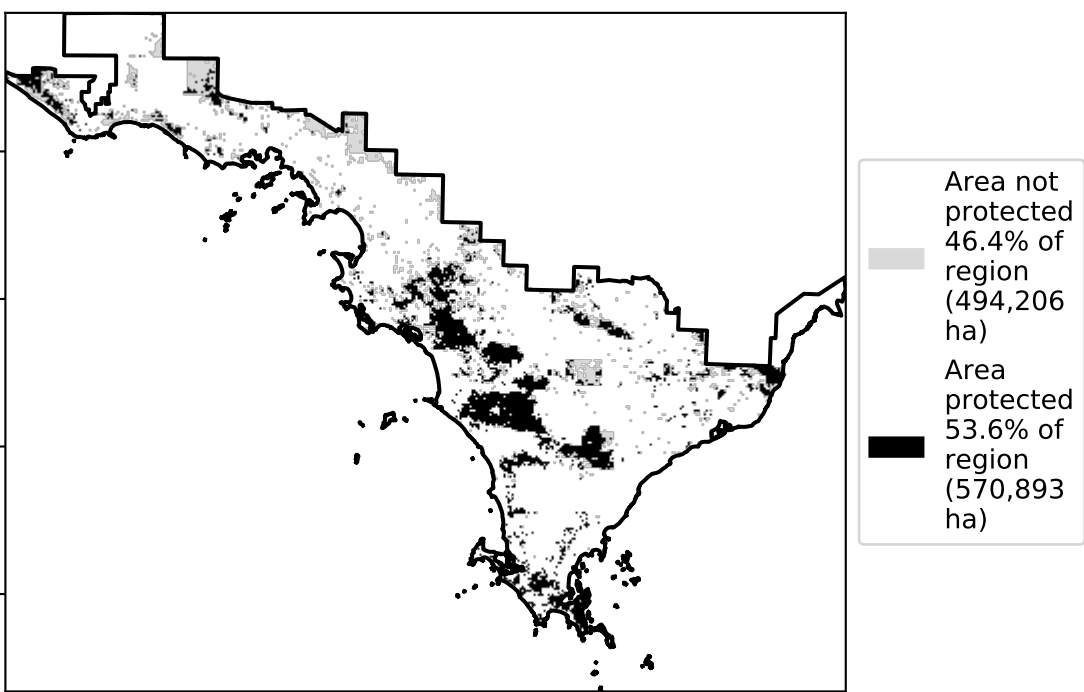 Area not
protected
46.4% of
region
(494,206
ha)
Area
protected
53.6% of
region
(570,893
ha)